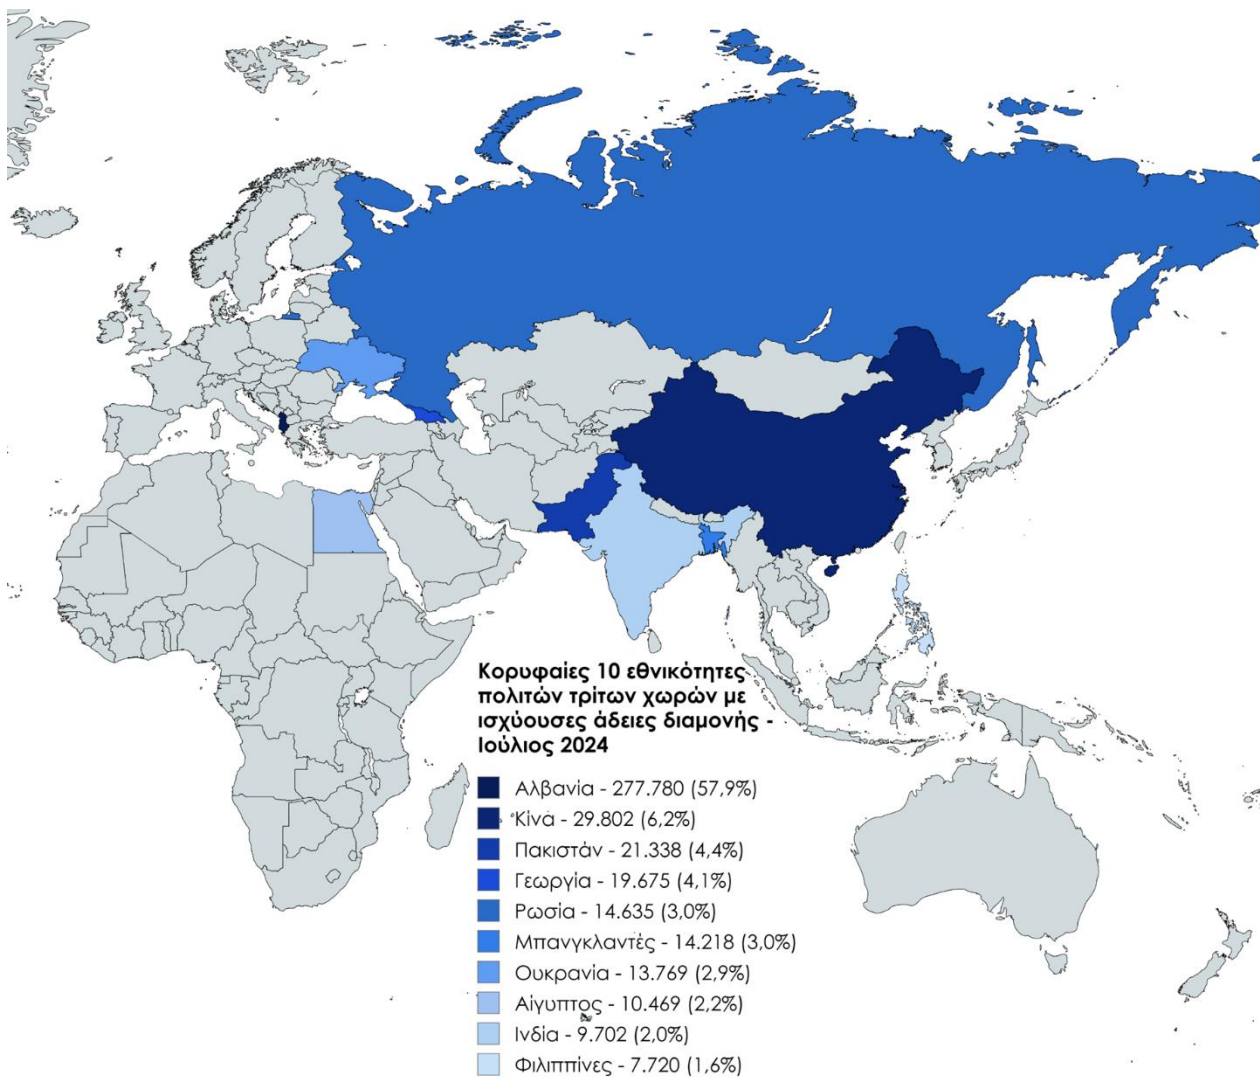 Κορυφαίες 10 εθνικότητες
πολιτών τρίτων χωρών με
ισχύουσες άδειες διαμονής -
Ιούλιος 2024
Αλβανία - 277.780 (57,9%)
Κίνα - 29.802 (6,2%)
Πακιστάν - 21.338 (4,4%)
Γεωργία - 19.675 (4,1%)
Ρωσία - 14.635 (3,0%)
Μπανγκλαντές - 14.218 (3,0%)
Ουκρανία - 13.769 (2,9%)
Αίγυπτος - 10.469 (2,2%)
Ινδία - 9.702 (2,0%)
Φιλιππίνες - 7.720 (1,6%)